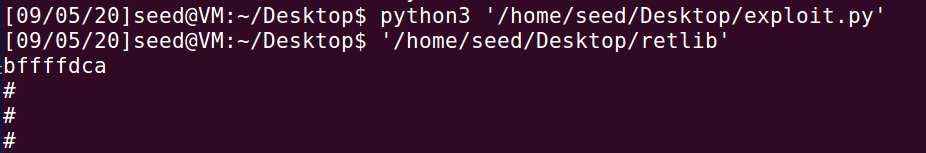 [09/05/20]seed@VM:~/Desktop$ python3 '/home/seed/Desktop/exploit.py'
[09/05/20]seed@VM:~/Desktop$ '/home/seed/Desktop/retlib'
bffffdca
#
#
#